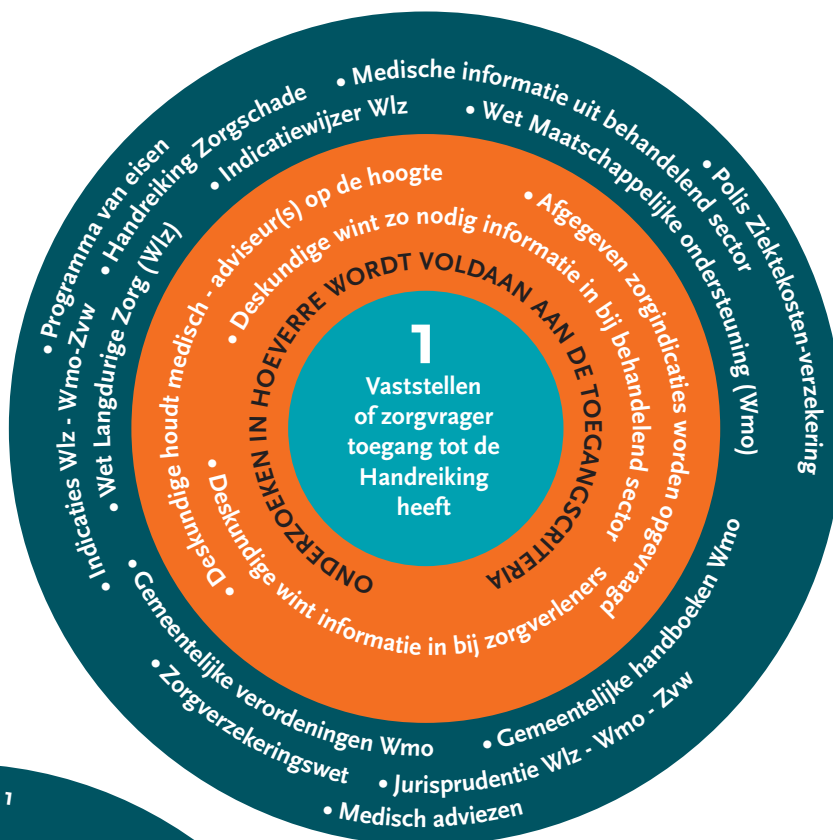 1
Vaststellen
of zorgvrager
toegang tot de
Handreiking
heeft
ONDERZOEKEN IN HOEVERRE WORDT VOLDAAN AAN DE TOEGANGSCRITERIA
• Deskundige wint zo nodig informatie in bij behandelend sector
• Deskundige houdt medisch - adviseur(s) op de hoogte
• Afgegeven zorgindicaties worden opgevraagd
• Deskundige wint informatie in bij zorgverleners
• Programma van eisen
• Handreiking Zorgschade
• Indicatiewijzer Wlz
• Medische informatie uit behandelend sector
• Wet Maatschappelijke ondersteuning (Wmo)
• Polis Ziektekosten-verzekering
• Indicaties Wlz - Wmo-Zvw
• Wet Langdurige Zorg (Wlz)
• Gemeentelijke verordeningen Wmo
• Zorgverzekeringswet
• Gemeentelijke handboeken Wmo
• Jurisprudentie Wlz - Wmo - Zvw
• Medisch adviezen
1